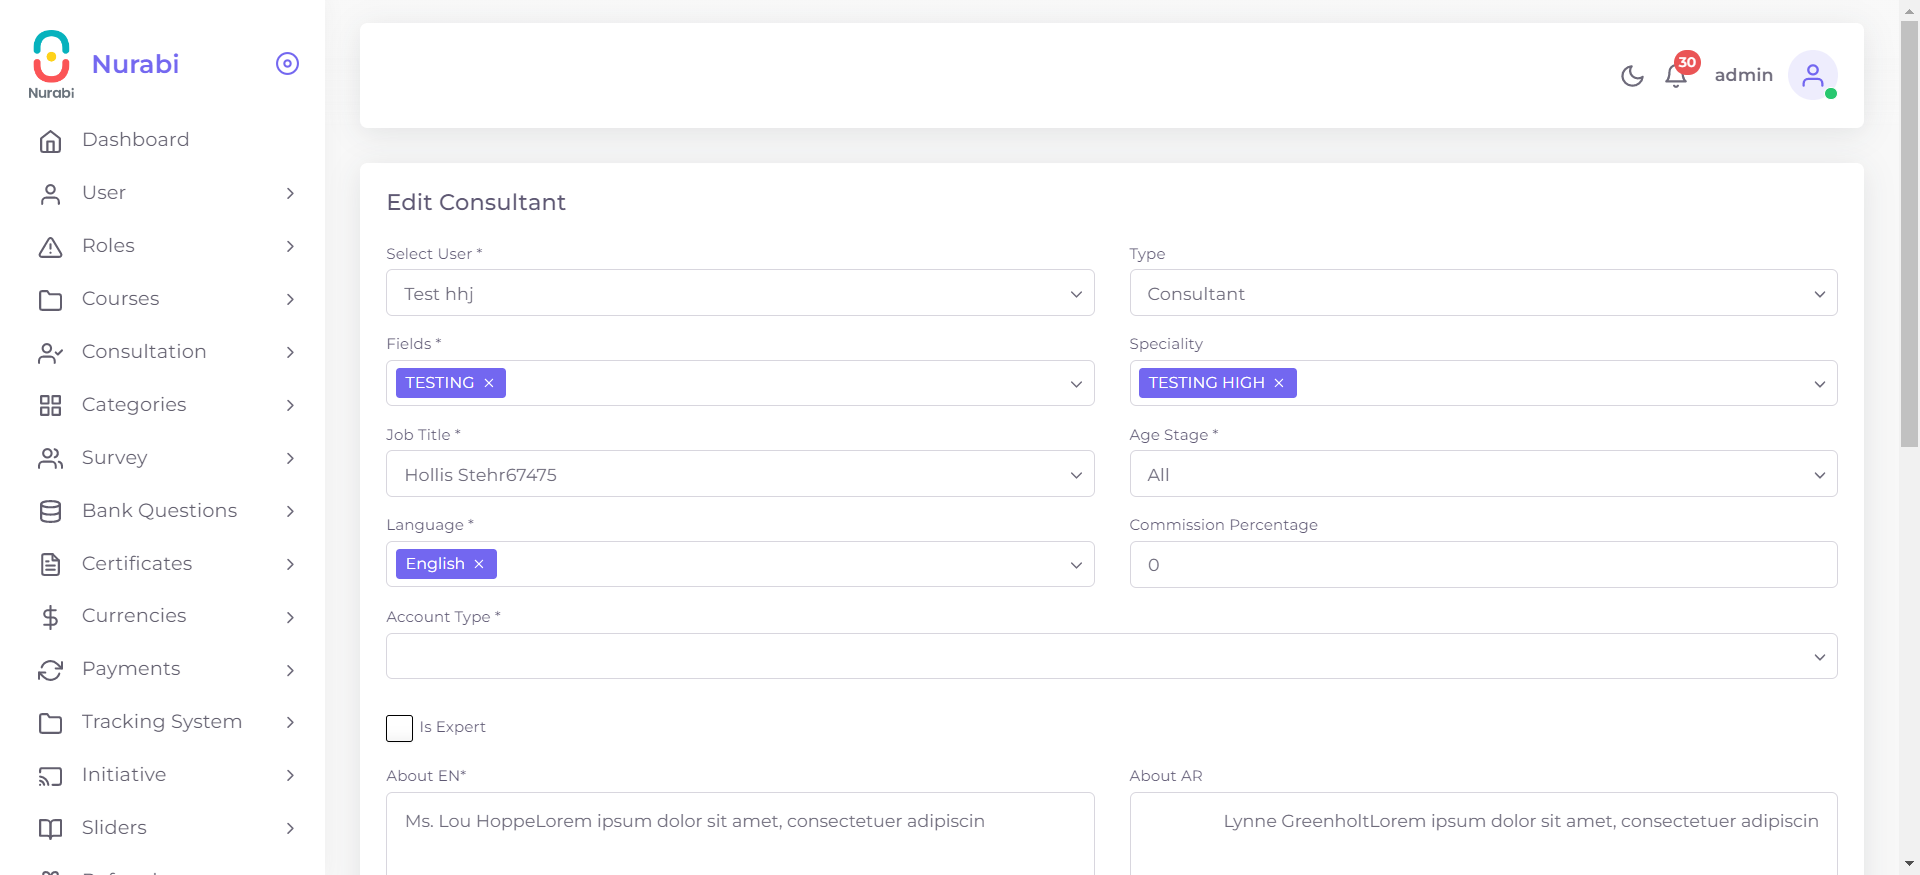 Nurabi
Nurabi
Dashboard
User
Roles
Courses
Consultation
Categories
Survey
Bank Questions
Certificates
Currencies
Payments
Tracking System
Initiative
Sliders
30
admin
Edit Consultant
Select User *
Test hhj
Type
Consultant
Fields *
TESTING ×
Speciality
TESTING HIGH ×
Job Title *
Hollis Stehr67475
Age Stage *
All
Language *
English ×
Commission Percentage
0
Account Type *
Is Expert
About EN*
Ms. Lou HoppeLorem ipsum dolor sit amet, consectetuer adipiscin
About AR
Lynne GreenholtLorem ipsum dolor sit amet, consectetuer adipiscin